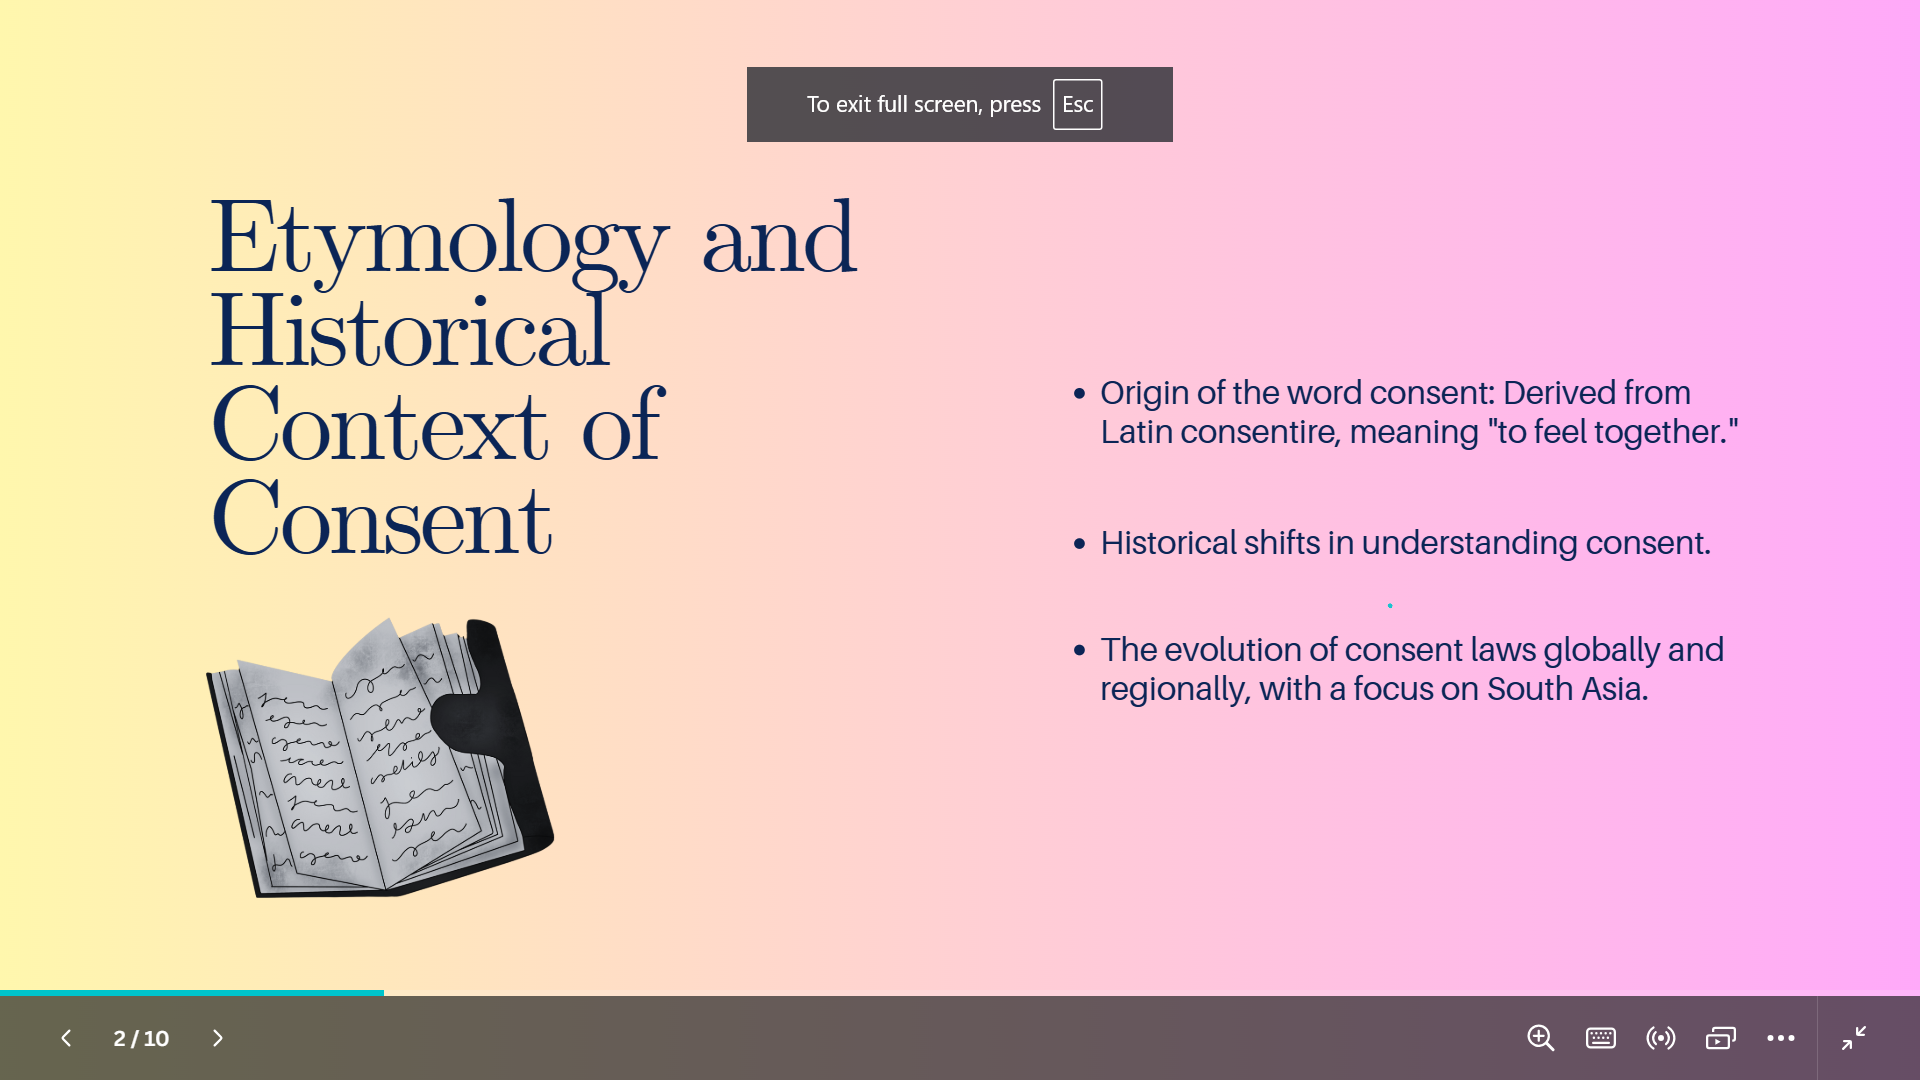 To exit full screen, press Esc
Etymology and
Historical
Context of
Consent
• Origin of the word consent: Derived from
Latin consentire, meaning "to feel together."
• Historical shifts in understanding consent.
• The evolution of consent laws globally and
regionally, with a focus on South Asia.
2 / 10